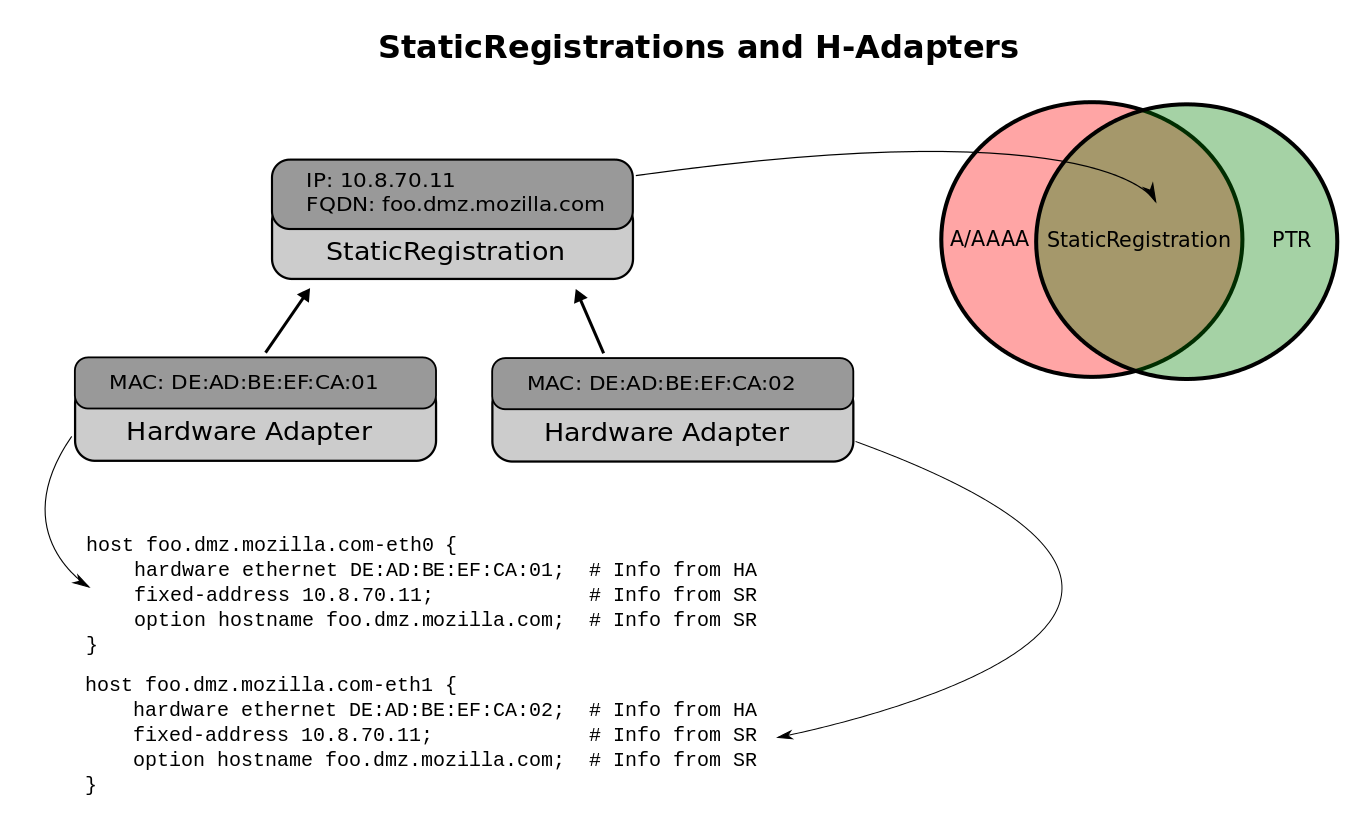 StaticRegistrations and H-Adapters
IP: 10.8.70.11
FQDN: foo.dmz.mozilla.com
StaticRegistration
A/AAAA
StaticRegistration
PTR
MAC: DE:AD:BE:EF:CA:01
Hardware Adapter
MAC: DE:AD:BE:EF:CA:02
Hardware Adapter
host foo.dmz.mozilla.com-eth0 {
    hardware ethernet DE:AD:BE:EF:CA:01;  # Info from HA
    fixed-address 10.8.70.11;             # Info from SR
    option hostname foo.dmz.mozilla.com;  # Info from SR
}
host foo.dmz.mozilla.com-eth1 {
    hardware ethernet DE:AD:BE:EF:CA:02;  # Info from HA
    fixed-address 10.8.70.11;             # Info from SR
    option hostname foo.dmz.mozilla.com;  # Info from SR
}